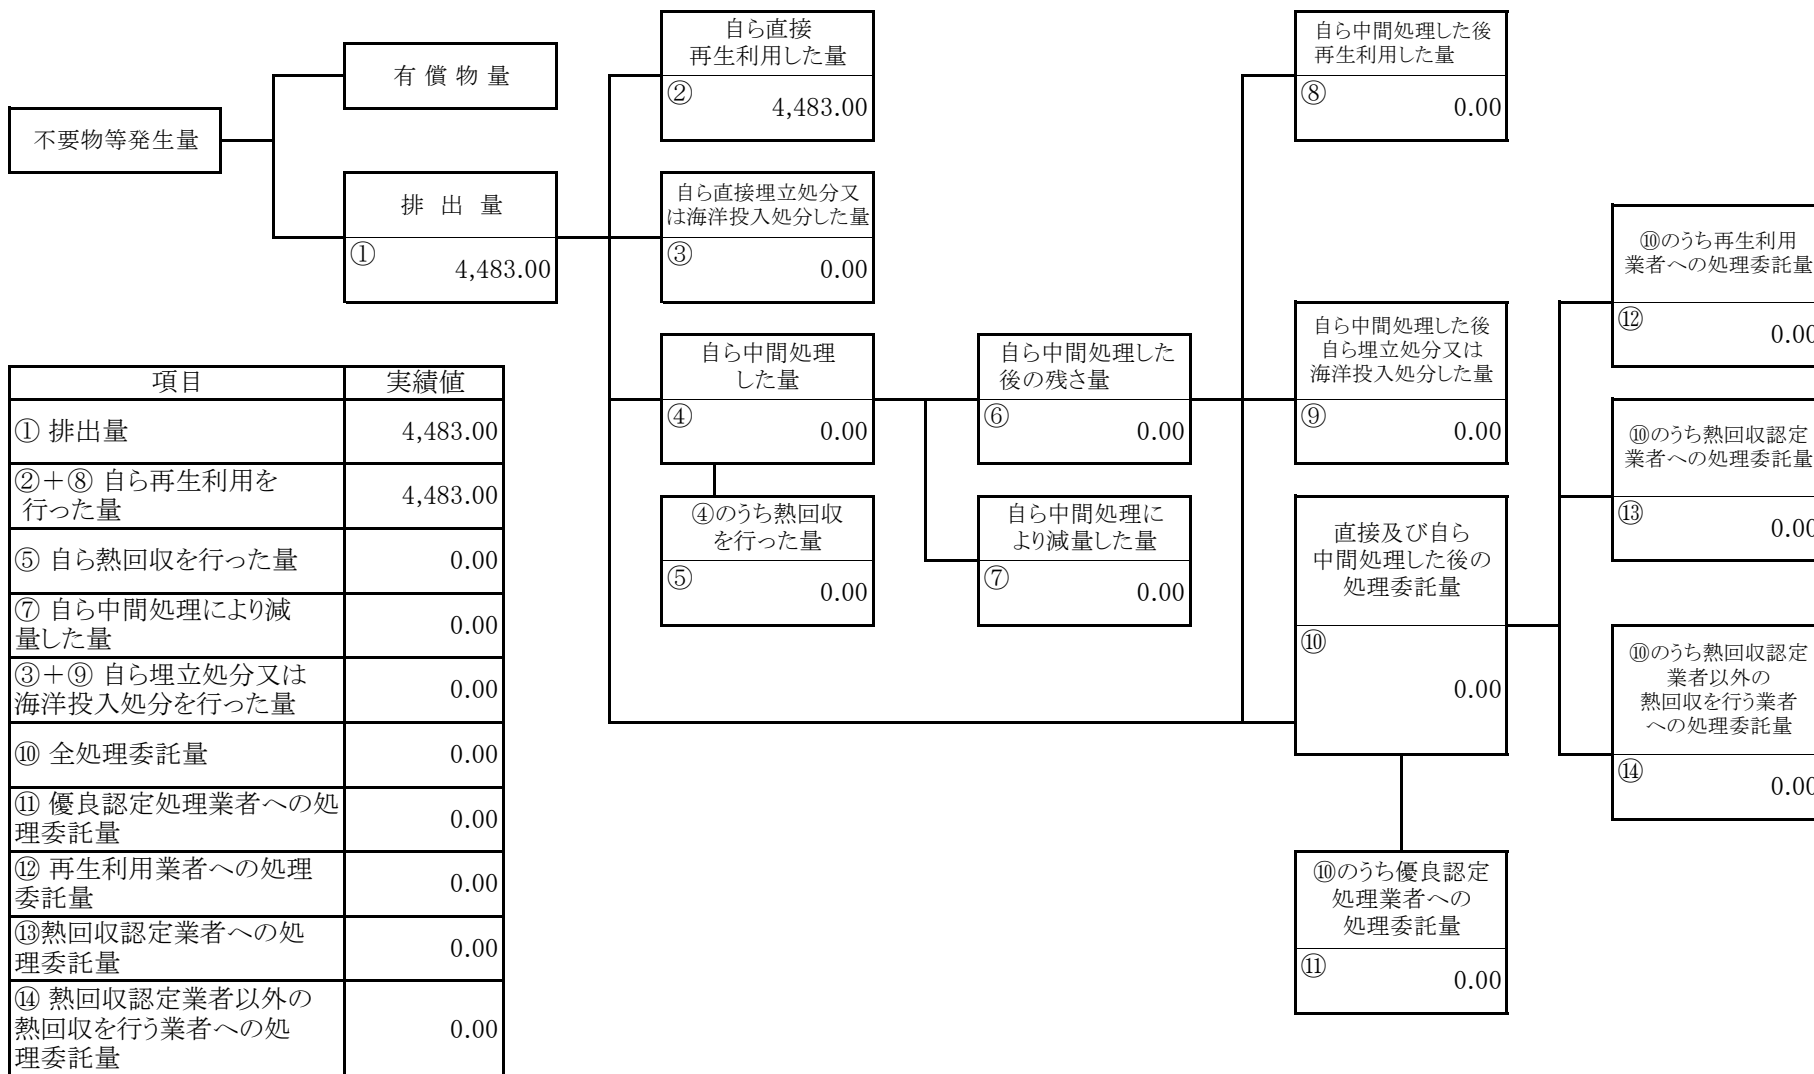 不要物等発生量
有償物量
排出量
①
4,483.00
自ら直接
再生利用した量
②
4,483.00
自ら直接埋立処分又
は海洋投入処分した量
③
0.00
自ら中間処理
した量
④
0.00
④のうち熱回収
を行った量
⑤
0.00
自ら中間処理した
後の残さ量
⑥
0.00
自ら中間処理に
より減量した量
⑦
0.00
自ら中間処理した後
再生利用した量
⑧
0.00
自ら中間処理した後
自ら埋立処分又は
海洋投入処分した量
⑨
0.00
直接及び自ら
中間処理した後の
処理委託量
⑩
0.00
⑩のうち優良認定
処理業者への
処理委託量
⑪
0.00
⑩のうち再生利用
業者への処理委託量
⑫
0.00
⑩のうち熱回収認定
業者への処理委託量
⑬
0.00
⑩のうち熱回収認定
業者以外の
熱回収を行う業者
への処理委託量
⑭
0.00
項目 実績値
① 排出量 4,483.00
②+⑧ 自ら再生利用を
行った量 4,483.00
⑤ 自ら熱回収を行った量 0.00
⑦ 自ら中間処理により減
量した量 0.00
③+⑨ 自ら埋立処分又は
海洋投入処分を行った量 0.00
⑩ 全処理委託量 0.00
⑪ 優良認定処理業者への処
理委託量 0.00
⑫ 再生利用業者への処理
委託量 0.00
⑬熱回収認定業者への処
理委託量 0.00
⑭ 熱回収認定業者以外の
熱回収を行う業者への処
理委託量 0.00